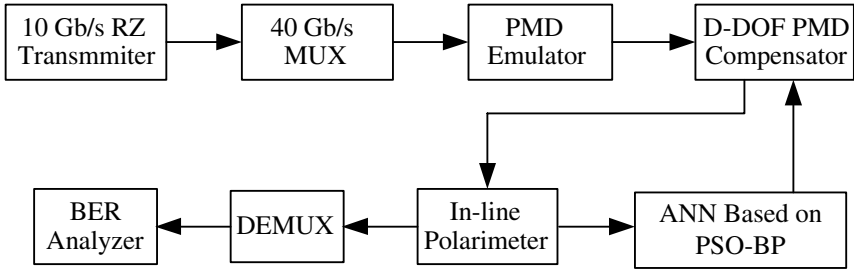 10 Gb/s RZ
Transmmiter
40 Gb/s
MUX
PMD
Emulator
D-DOF PMD
Compensator
BER
Analyzer
DEMUX
In-line
Polarimeter
ANN Based on
PSO-BP